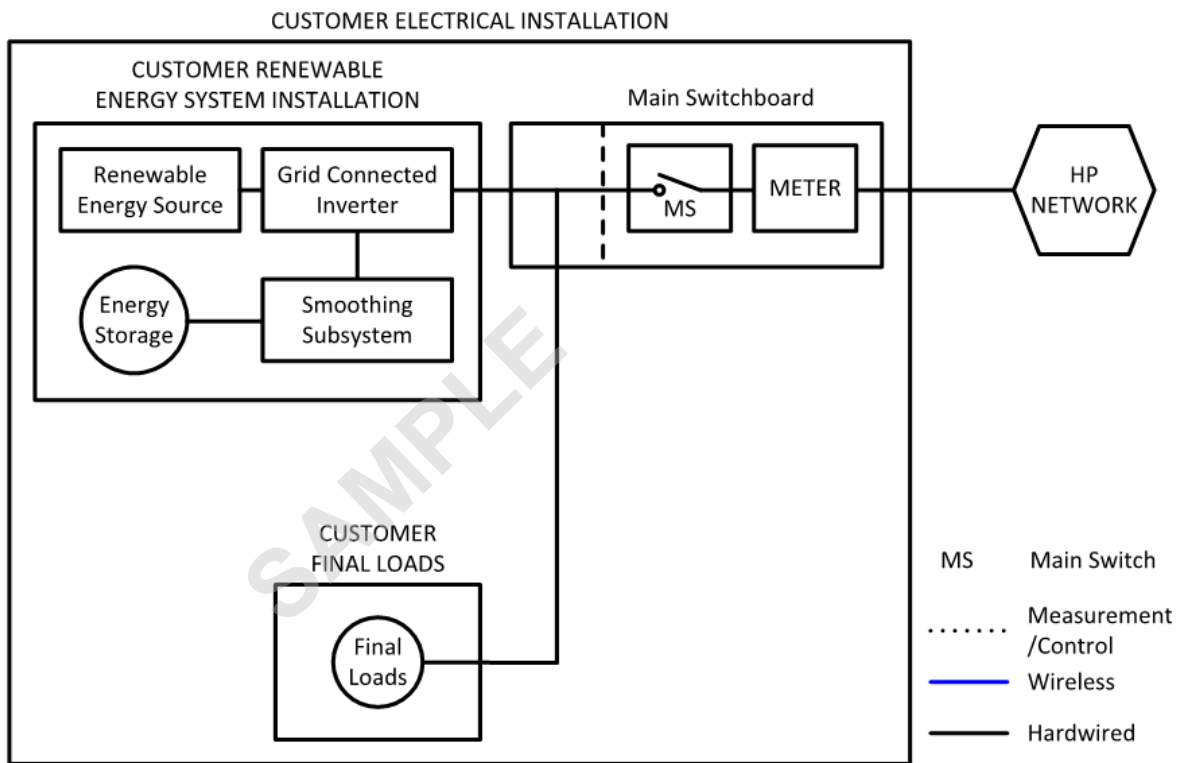 CUSTOMER ELECTRICAL INSTALLATION
CUSTOMER RENEWABLE
ENERGY SYSTEM INSTALLATION
Main Switchboard
Renewable
Energy Source
Grid Connected
Inverter
MS
METER
HP
NETWORK
Energy
Storage
Smoothing
Subsystem
SAMPLE
CUSTOMER
FINAL LOADS
Final
Loads
MS Main Switch
Measurement
/Control
Wireless
Hardwired